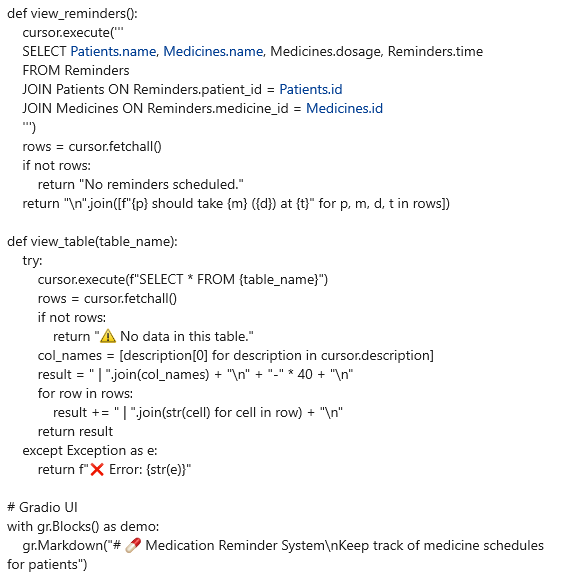 def view_reminders():
    cursor.execute('''
    SELECT Patients.name, Medicines.name, Medicines.dosage, Reminders.time
    FROM Reminders
    JOIN Patients ON Reminders.patient_id = Patients.id
    JOIN Medicines ON Reminders.medicine_id = Medicines.id
    ''')
    rows = cursor.fetchall()
    if not rows:
        return "No reminders scheduled."
    return "\n".join([f"{p} should take {m} ({d}) at {t}" for p, m, d, t in rows])

def view_table(table_name):
    try:
        cursor.execute(f"SELECT * FROM {table_name}")
        rows = cursor.fetchall()
        if not rows:
            return "⚠️ No data in this table."
        col_names = [description[0] for description in cursor.description]
        result = " | ".join(col_names) + "\n" + "-" * 40 + "\n"
        for row in rows:
            result += " | ".join(str(cell) for cell in row) + "\n"
        return result
    except Exception as e:
        return f"❌ Error: {str(e)}"

# Gradio UI
with gr.Blocks() as demo:
    gr.Markdown("# 💊 Medication Reminder System\nKeep track of medicine schedules
for patients")